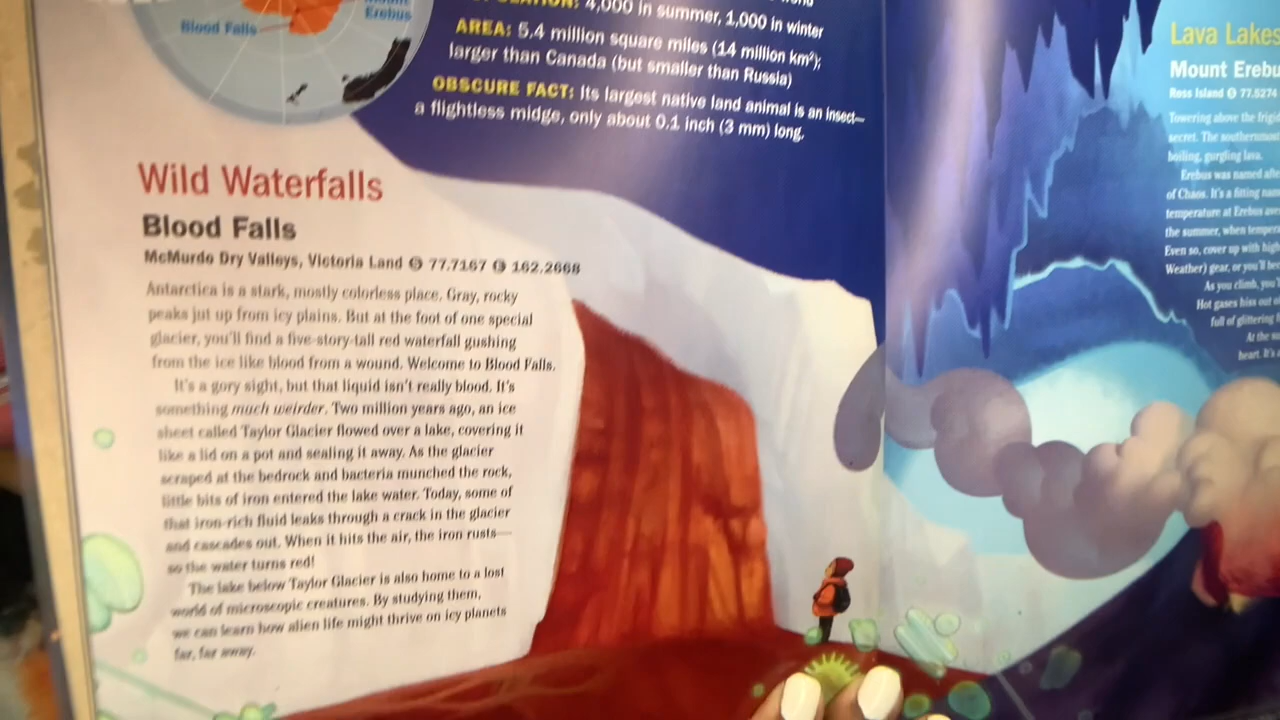 Mount
Erebus
Blood Falls
4,000 in summer, 1,000 in winter
AREA: 5.4 million square miles (14 million km²);
larger than Canada (but smaller than Russia)
OBSCURE FACT: Its largest native land animal is an insect—
a flightless midge, only about 0.1 inch (3 mm) long.
Wild Waterfalls
Blood Falls
McMurdo Dry Valleys, Victoria Land S 77.7167 E 162.2668
Antarctica is a stark, mostly colorless place. Gray, rocky
peaks jut up from icy plains. But at the foot of one special
glacier, you'll find a five-story-tall red waterfall gushing
from the ice like blood from a wound. Welcome to Blood Falls.
It's a gory sight, but that liquid isn't really blood. It's
something much weirder. Two million years ago, an ice
sheet called Taylor Glacier flowed over a lake, covering it
like a lid on a pot and sealing it away. As the glacier
scraped at the bedrock and bacteria munched the rock,
little bits of iron entered the lake water. Today, some of
that iron-rich fluid leaks through a crack in the glacier
and cascades out. When it hits the air, the iron rusts—
so the water turns red!
The lake below Taylor Glacier is also home to a lost
world of microscopic creatures. By studying them,
we can learn how alien life might thrive on icy planets
far, far away.
Lava Lakes
Mount Erebu
Ross Island S 77.5274
Towering above the frigid
secret. The southernmost
boiling, gurgling lava.
Erebus was named afte
of Chaos. It's a fitting nam
temperature at Erebus ave
the summer, when tempera
Even so, cover up with high
Weather) gear, or you'll bec
As you climb, you'l
Hot gases hiss out o
full of glittering
At the su
heart. It's a